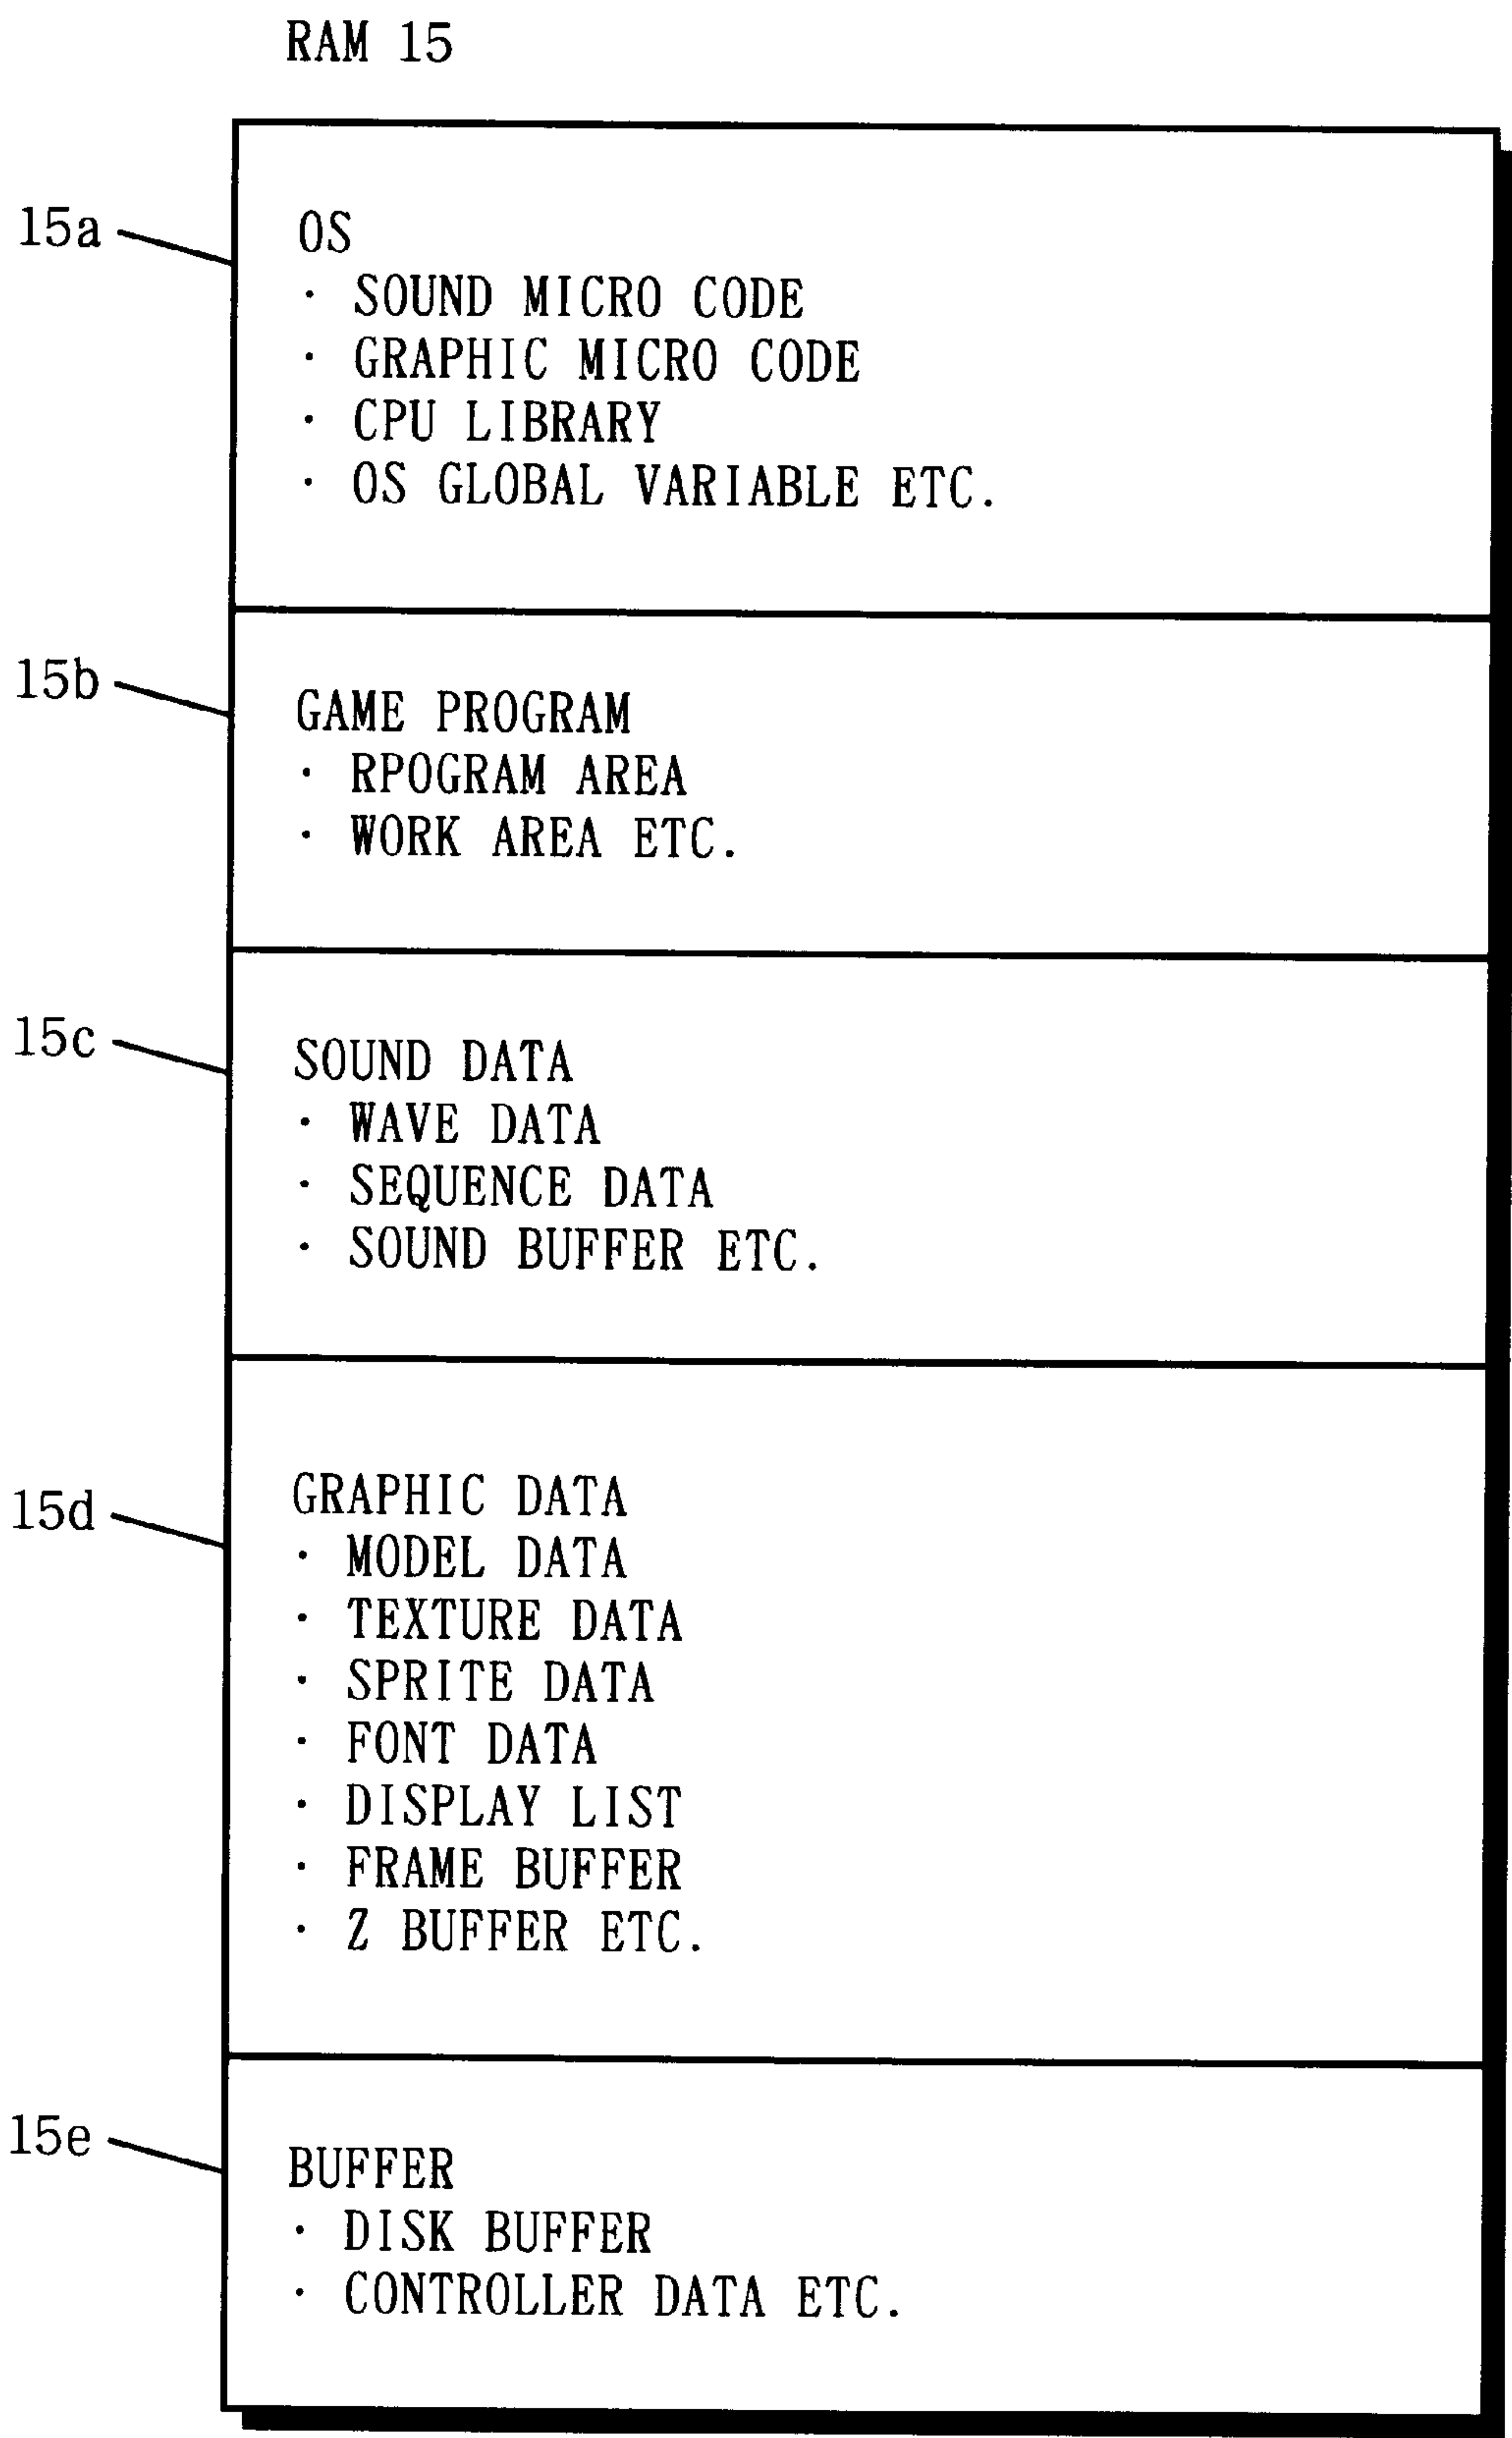 RAM 15
15a
OS
· SOUND MICRO CODE
· GRAPHIC MICRO CODE
· CPU LIBRARY
· OS GLOBAL VARIABLE ETC.
15b
GAME PROGRAM
· RPOGRAM AREA
· WORK AREA ETC.
15c
SOUND DATA
· WAVE DATA
· SEQUENCE DATA
· SOUND BUFFER ETC.
15d
GRAPHIC DATA
· MODEL DATA
· TEXTURE DATA
· SPRITE DATA
· FONT DATA
· DISPLAY LIST
· FRAME BUFFER
· Z BUFFER ETC.
15e
BUFFER
· DISK BUFFER
· CONTROLLER DATA ETC.